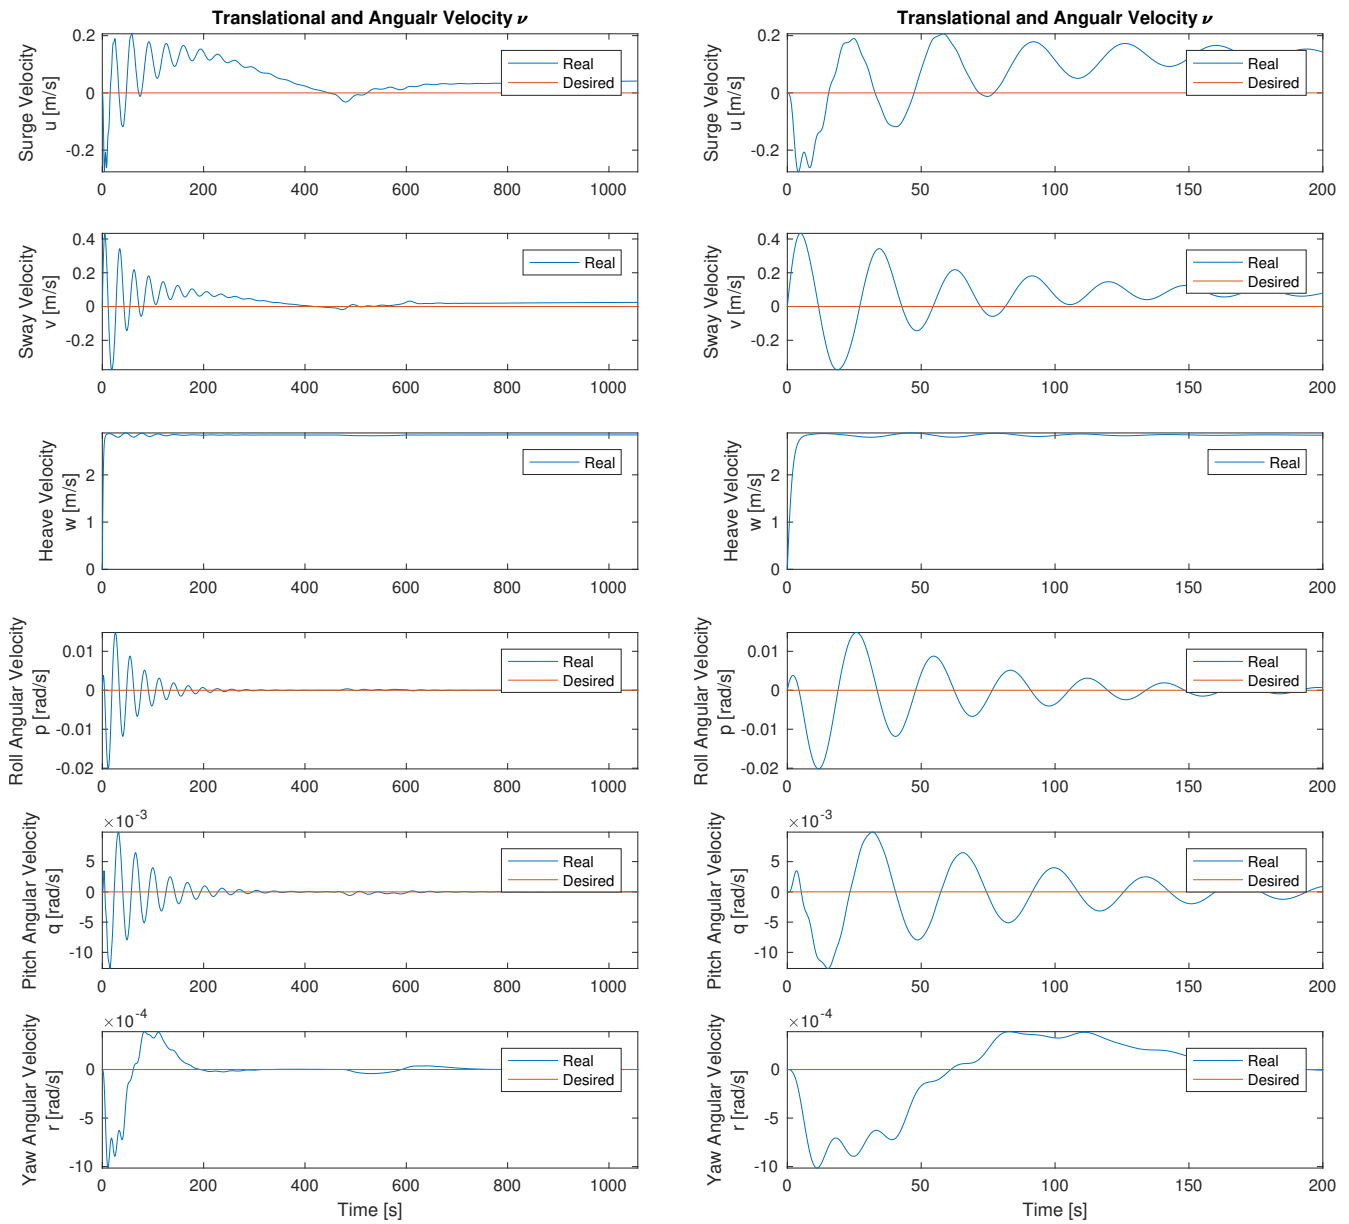 Translational and Angualr Velocity ν
Surge Velocity
u [m/s]
0.2
0
-0.2
Real
Desired
0 200 400 600 800 1000
Translational and Angualr Velocity ν
Surge Velocity
u [m/s]
0.2
0
-0.2
Real
Desired
0 50 100 150 200
Sway Velocity
v [m/s]
0.4
0.2
0
-0.2
Real
0 200 400 600 800 1000
Sway Velocity
v [m/s]
0.4
0.2
0
-0.2
Real
Desired
0 50 100 150 200
Heave Velocity
w [m/s]
2
1
0
Real
0 200 400 600 800 1000
Heave Velocity
w [m/s]
2
1
0
Real
0 50 100 150 200
Roll Angular Velocity
p [rad/s]
0.01
0
-0.01
-0.02
Real
Desired
0 200 400 600 800 1000
Roll Angular Velocity
p [rad/s]
0.01
0
-0.01
-0.02
Real
Desired
0 50 100 150 200
Pitch Angular Velocity
q [rad/s]
×10⁻³
5
0
-5
-10
Real
Desired
0 200 400 600 800 1000
Pitch Angular Velocity
q [rad/s]
×10⁻³
5
0
-5
-10
Real
Desired
0 50 100 150 200
Yaw Angular Velocity
r [rad/s]
×10⁻⁴
0
-5
-10
Real
Desired
0 200 400 600 800 1000
Time [s]
Yaw Angular Velocity
r [rad/s]
×10⁻⁴
0
-5
-10
Real
Desired
0 50 100 150 200
Time [s]